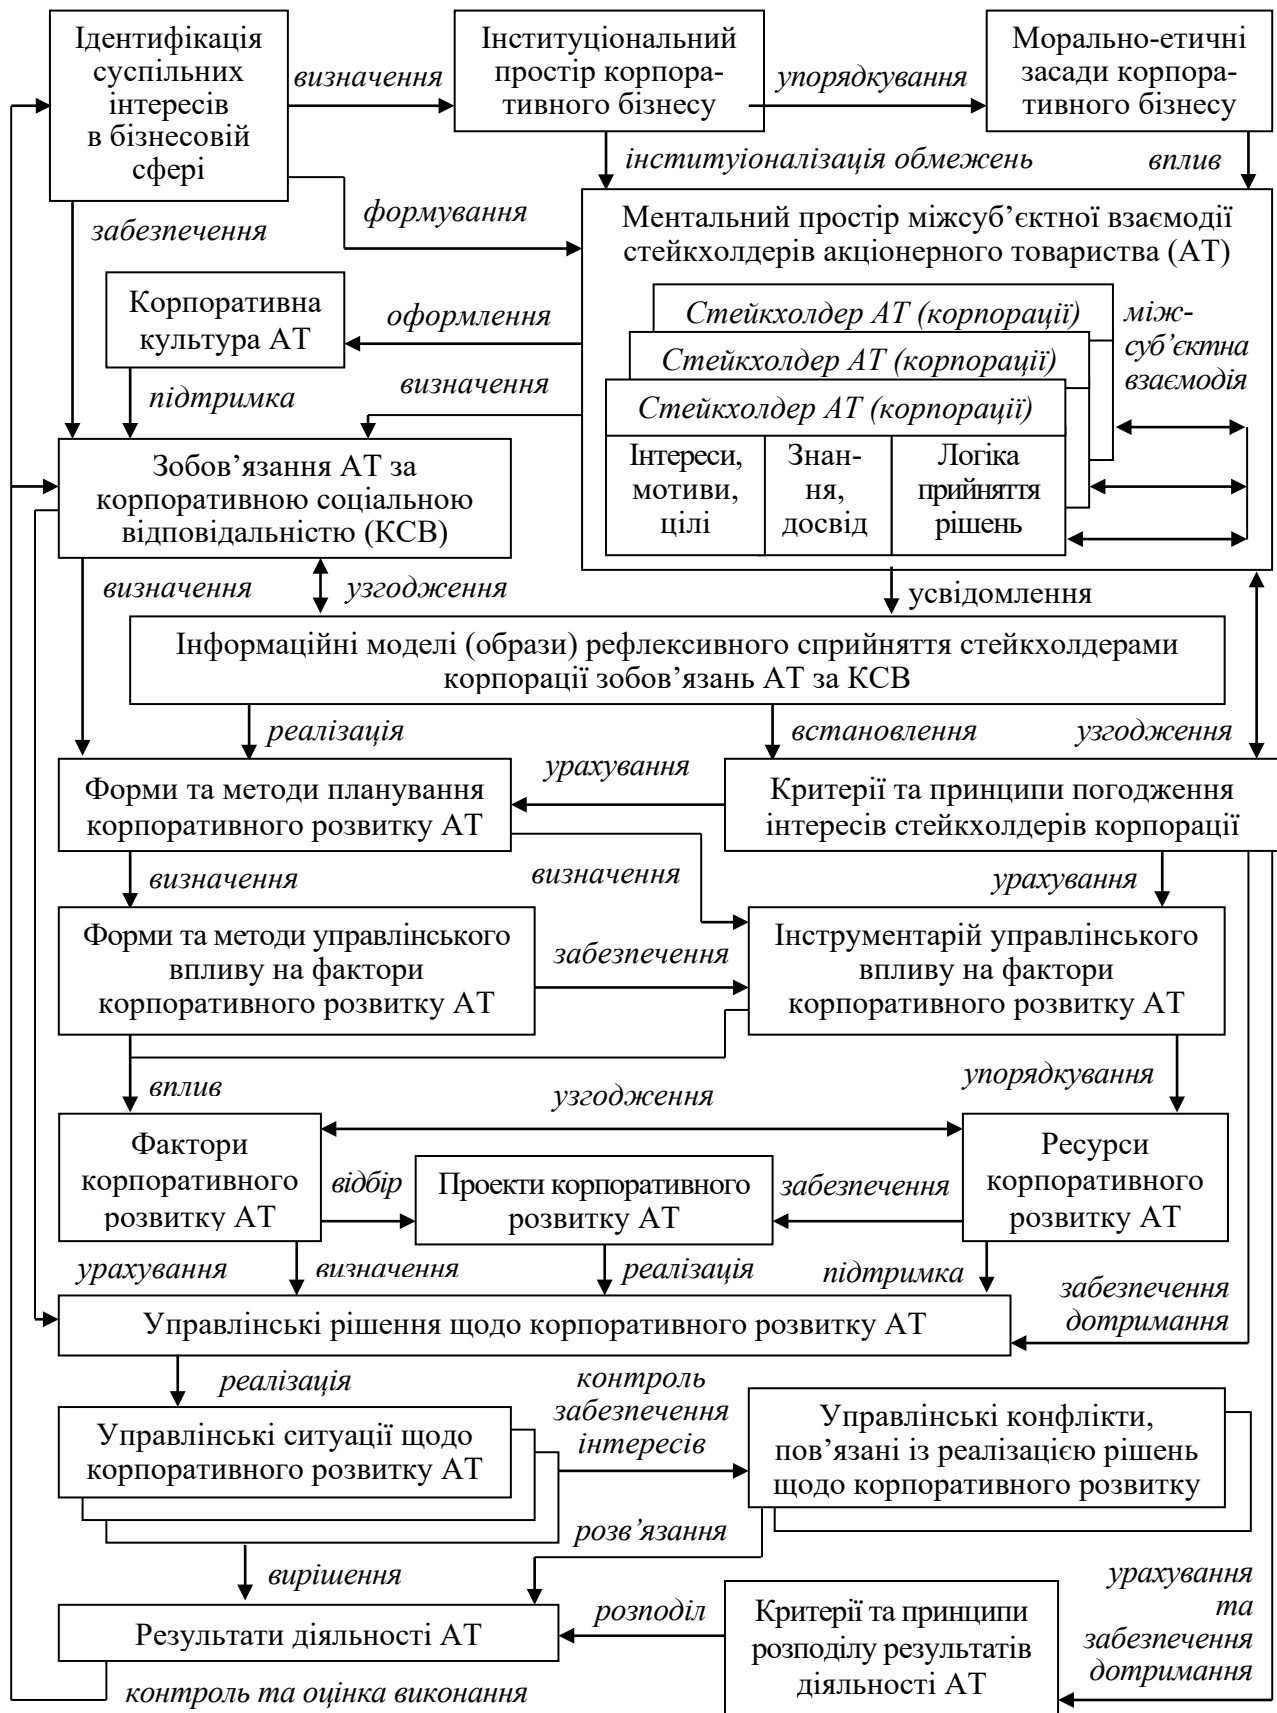 Ідентифікація
суспільних
інтересів
в бізнесовій
сфері
визначення
Інституціональний
простір корпора-
тивного бізнесу
упорядкування
Морально-етичні
засади корпора-
тивного бізнесу
інституіоналізація обмежень
вплив
забезпечення
формування
Ментальний простір міжсуб’єктної взаємодії
стейкхолдерів акціонерного товариства (АТ)
Корпоративна
культура АТ
оформлення
Стейкхолдер АТ (корпорації)
Стейкхолдер АТ (корпорації)
Стейкхолдер АТ (корпорації)
між-
суб’єктна
взаємодія
підтримка
визначення
Інтереси,
мотиви,
цілі
Знан-
ня,
досвід
Логіка
прийняття
рішень
Зобов’язання АТ за
корпоративною соціальною
відповідальністю (КСВ)
визначення
узгодження
усвідомлення
Інформаційні моделі (образи) рефлексивного сприйняття стейкхолдерами
корпорації зобов’язань АТ за КСВ
реалізація
встановлення
узгодження
Форми та методи планування
корпоративного розвитку АТ
урахування
Критерії та принципи погодження
інтересів стейкхолдерів корпорації
визначення
визначення
урахування
Форми та методи управлінського
впливу на фактори
корпоративного розвитку АТ
забезпечення
Інструментарій управлінського
впливу на фактори
корпоративного розвитку АТ
вплив
узгодження
упорядкування
Фактори
корпоративного
розвитку АТ
відбір
Проекти корпоративного
розвитку АТ
забезпечення
Ресурси
корпоративного
розвитку АТ
урахування
визначення
реалізація
підтримка
забезпечення
дотримання
Управлінські рішення щодо корпоративного розвитку АТ
реалізація
контроль
забезпечення
інтересів
Управлінські ситуації щодо
корпоративного розвитку АТ
Управлінські конфлікти,
пов’язані із реалізацією рішень
щодо корпоративного розвитку
розв’язання
вирішення
Результати діяльності АТ
розподіл
Критерії та принципи
розподілу результатів
діяльності АТ
урахування
та
забезпечення
дотримання
контроль та оцінка виконання